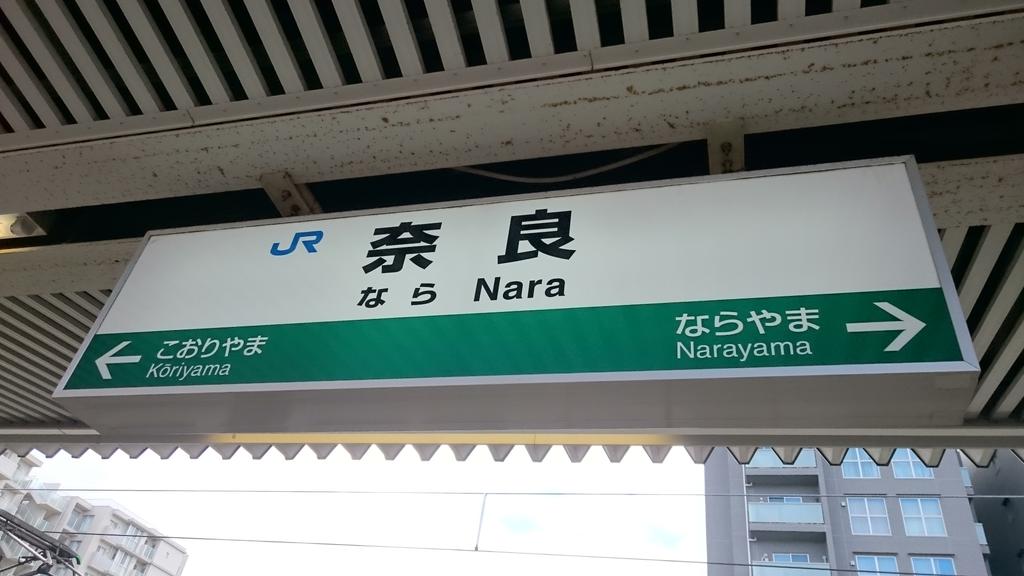 JR 奈良
なら Nara
← こおりやま
Kōriyama
ならやま →
Narayama